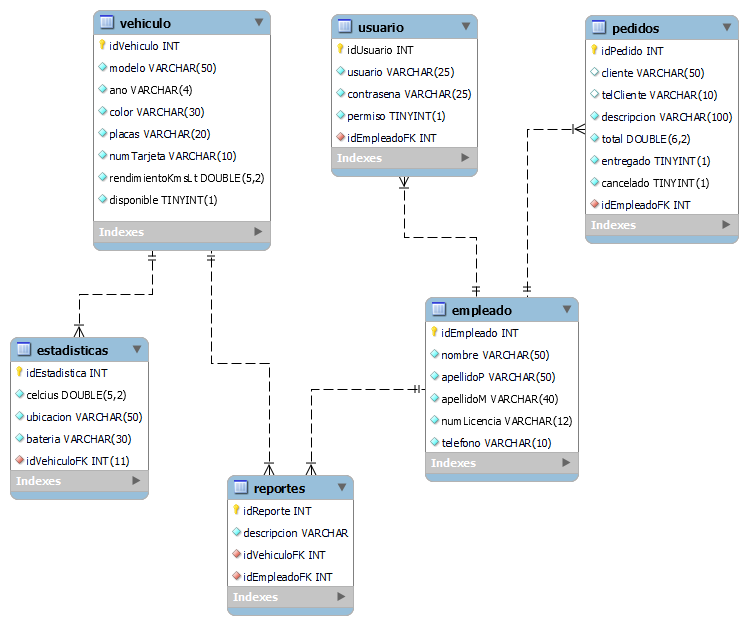 vehiculo
idVehiculo INT
modelo VARCHAR(50)
ano VARCHAR(4)
color VARCHAR(30)
placas VARCHAR(20)
numTarjeta VARCHAR(10)
rendimientoKmsLt DOUBLE(5,2)
disponible TINYINT(1)
Indexes
usuario
idUsuario INT
usuario VARCHAR(25)
contrasena VARCHAR(25)
permiso TINYINT(1)
idEmpleadoFK INT
Indexes
pedidos
idPedido INT
cliente VARCHAR(50)
telCliente VARCHAR(10)
descripcion VARCHAR(100)
total DOUBLE(6,2)
entregado TINYINT(1)
cancelado TINYINT(1)
idEmpleadoFK INT
Indexes
estadisticas
idEstadistica INT
celcius DOUBLE(5,2)
ubicacion VARCHAR(50)
bateria VARCHAR(30)
idVehiculoFK INT(11)
Indexes
empleado
idEmpleado INT
nombre VARCHAR(50)
apellidoP VARCHAR(50)
apellidoM VARCHAR(40)
numLicencia VARCHAR(12)
telefono VARCHAR(10)
Indexes
reportes
idReporte INT
descripcion VARCHAR
idVehiculoFK INT
idEmpleadoFK INT
Indexes